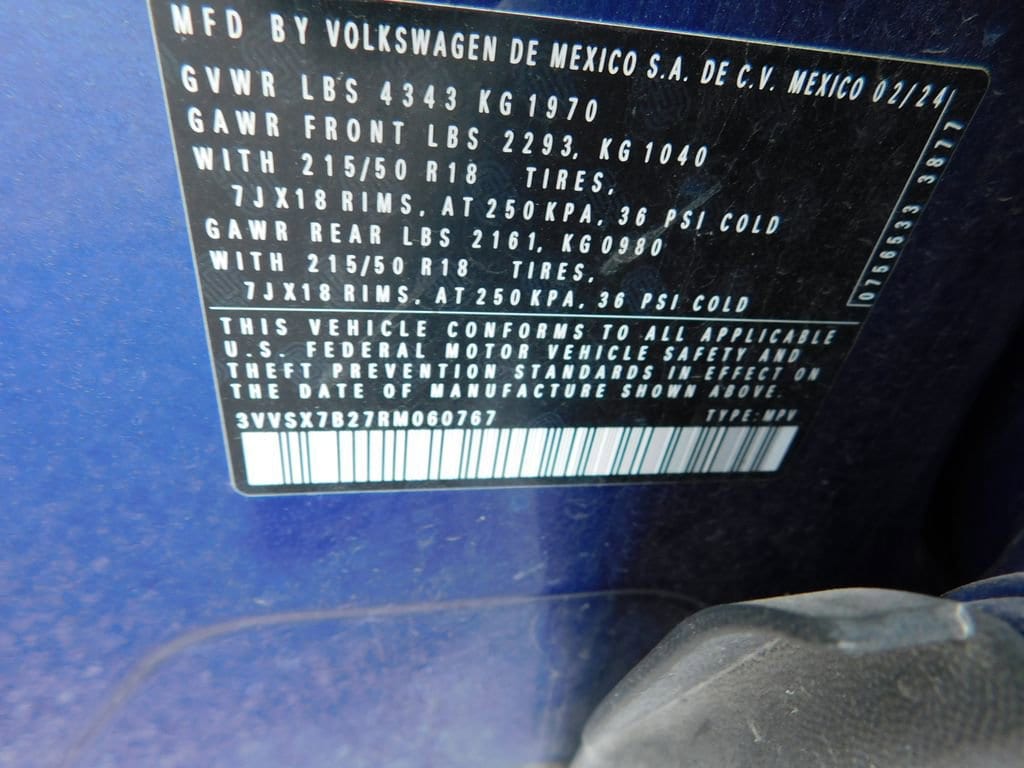 MFD BY VOLKSWAGEN DE MEXICO S.A. DE C.V. MEXICO 02/24
GVWR LBS 4343 KG 1970
GAWR FRONT LBS 2293, KG 1040
WITH 215/50 R18 TIRES,
7JX18 RIMS, AT 250 KPA, 36 PSI COLD
GAWR REAR LBS 2161, KG 0980
WITH 215/50 R18 TIRES,
7JX18 RIMS, AT 250 KPA, 36 PSI COLD
0756533 3877
THIS VEHICLE CONFORMS TO ALL APPLICABLE
U.S. FEDERAL MOTOR VEHICLE SAFETY AND
THEFT PREVENTION STANDARDS IN EFFECT ON
THE DATE OF MANUFACTURE SHOWN ABOVE.
3VVSX7B27RM060767 TYPE:MPV